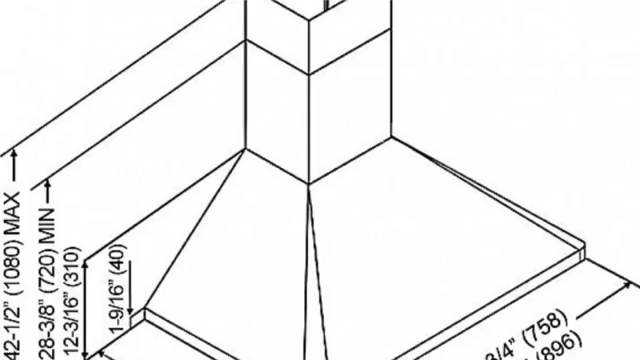 42-1/2" (1080) MAX
28-3/8" (720) MIN
12-3/16" (310)
1-9/16" (40)
3/4" (758)
(896)